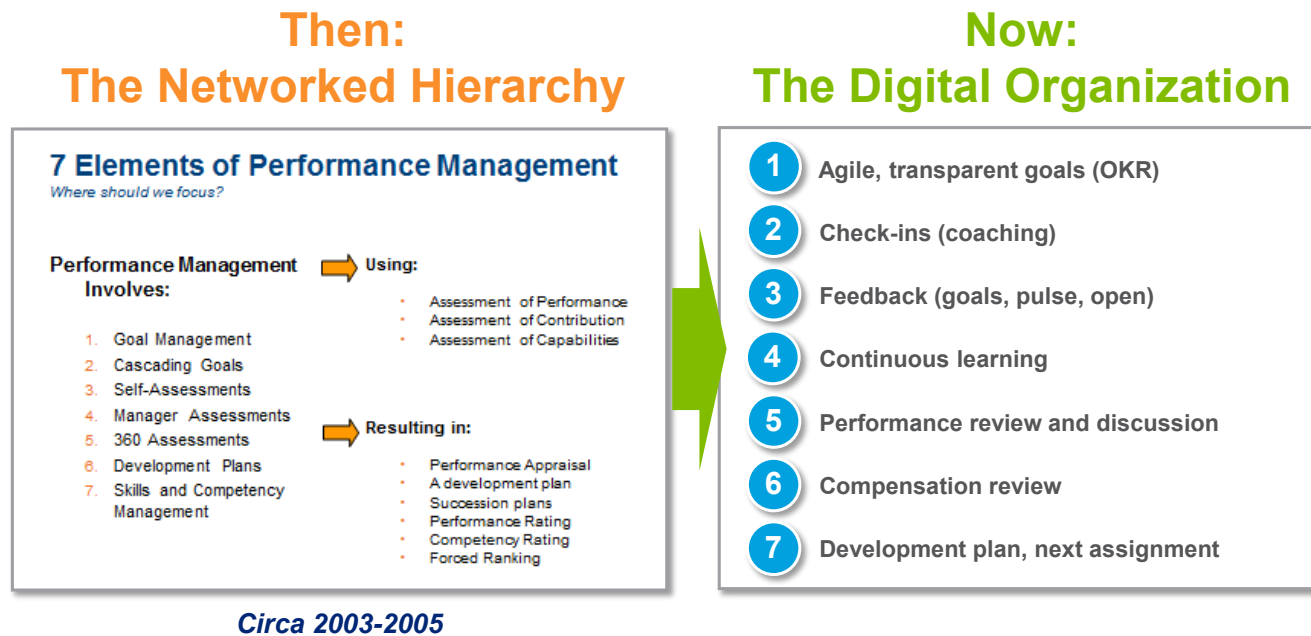 Then:
The Networked Hierarchy
7 Elements of Performance Management
Where should we focus?
Performance Management
Involves:
1. Goal Management
2. Cascading Goals
3. Self-Assessments
4. Manager Assessments
5. 360 Assessments
6. Development Plans
7. Skills and Competency
Management
Using:
• Assessment of Performance
• Assessment of Contribution
• Assessment of Capabilities
Resulting in:
• Performance Appraisal
• A development plan
• Succession plans
• Performance Rating
• Competency Rating
• Forced Ranking
Circa 2003-2005
Now:
The Digital Organization
1 Agile, transparent goals (OKR)
2 Check-ins (coaching)
3 Feedback (goals, pulse, open)
4 Continuous learning
5 Performance review and discussion
6 Compensation review
7 Development plan, next assignment